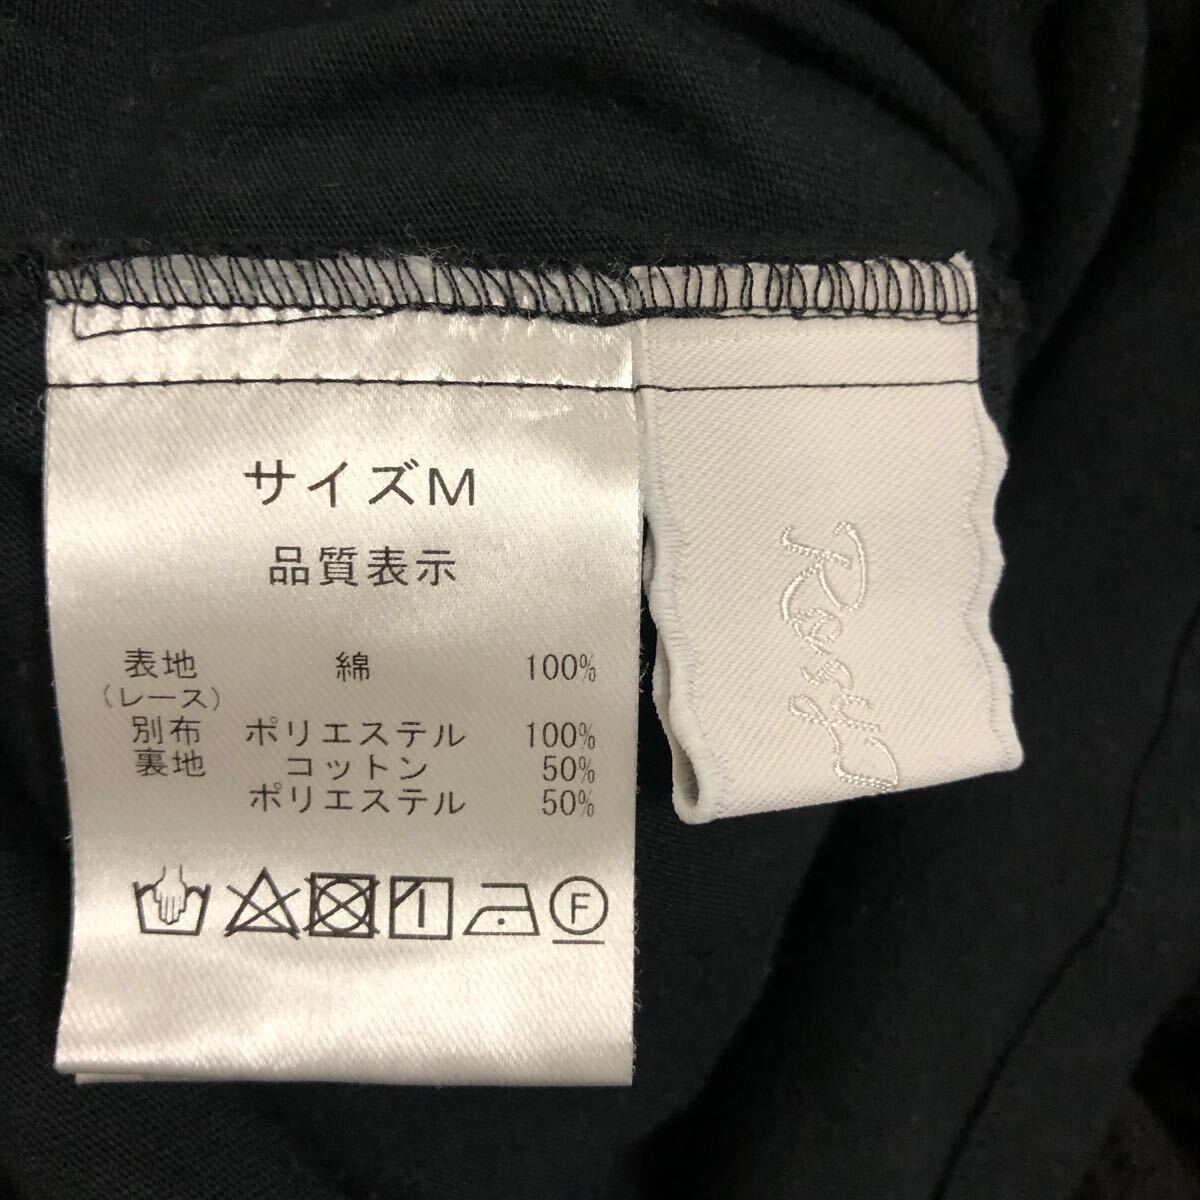 サイズM
品質表示
表地 綿 100%
(レース)
別布 ポリエステル 100%
裏地 コットン 50%
ポリエステル 50%
F